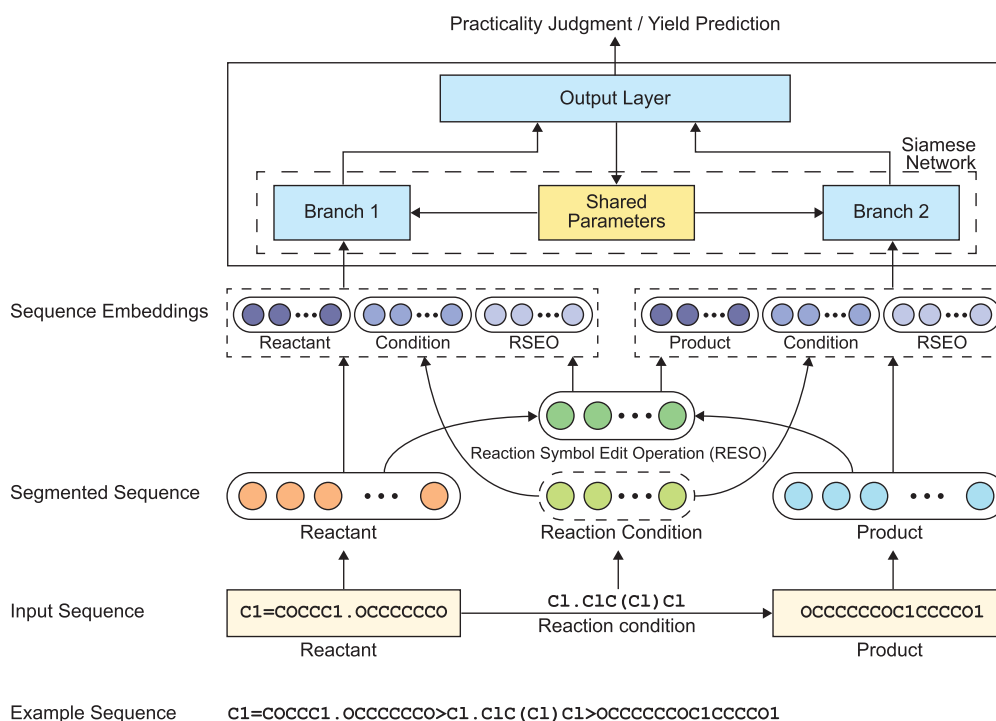 Practicality Judgment / Yield Prediction
Output Layer
Siamese
Network
Branch 1
Shared
Parameters
Branch 2
Sequence Embeddings
Reactant
Condition
RSEO
Product
Condition
RSEO
Reaction Symbol Edit Operation (RESO)
Segmented Sequence
Reactant
Reaction Condition
Product
Input Sequence
C1=COCCC1.OCCCCCCO
Cl.ClC(Cl)Cl
Reaction condition
OCCCCCCOC1CCCCO1
Reactant
Product
Example Sequence
C1=COCCC1.OCCCCCCO>Cl.ClC(Cl)Cl>OCCCCCCOC1CCCCO1